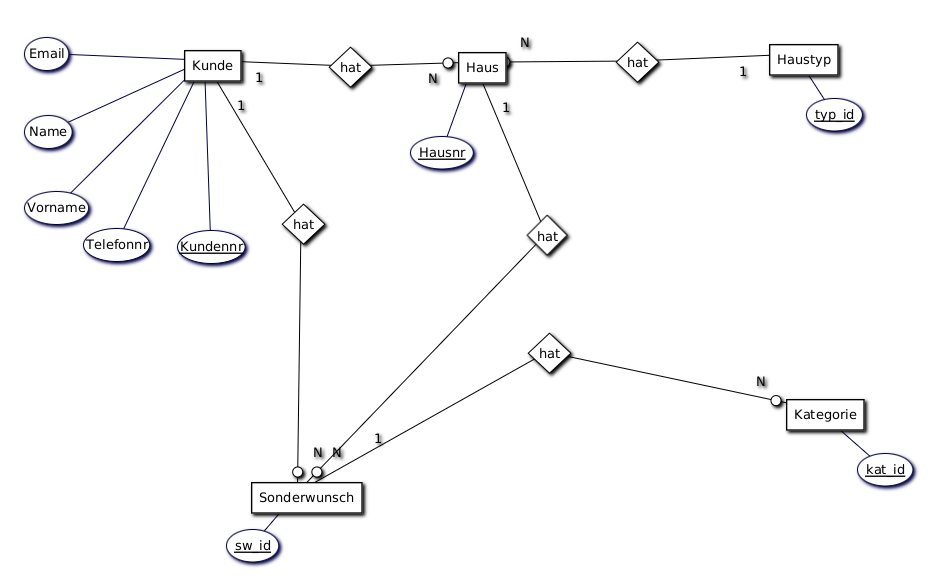 N
Email
Kunde
hat
Haus
hat
Haustyp
1
N
1
1
1
typ_id
Name
Hausnr
Vorname
Telefonnr
Kundennr
hat
hat
hat
N
Kategorie
1
N
N
kat_id
Sonderwunsch
sw_id